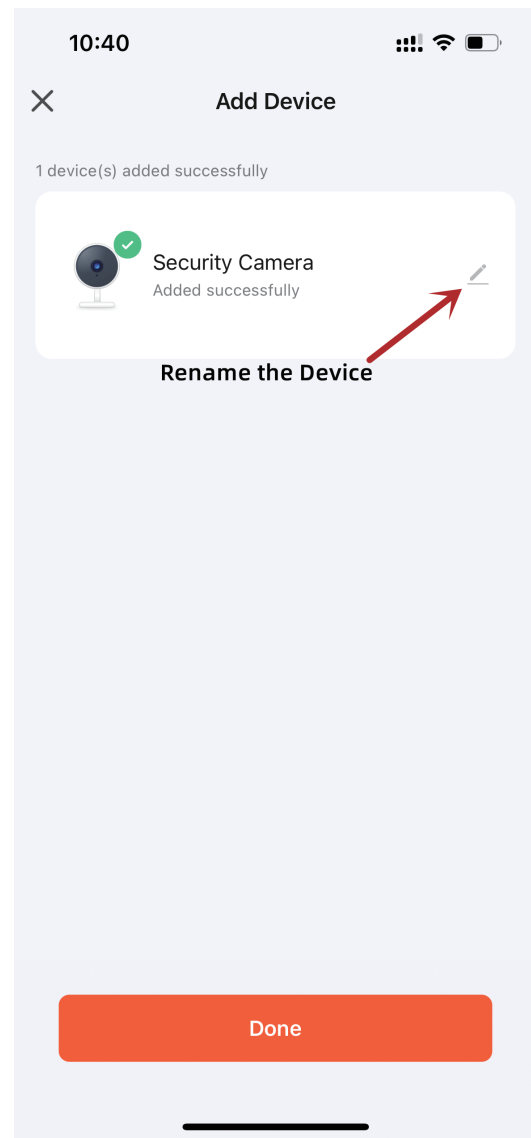 10:40
Add Device
1 device(s) added successfully
Security Camera
Added successfully
Rename the Device
Done